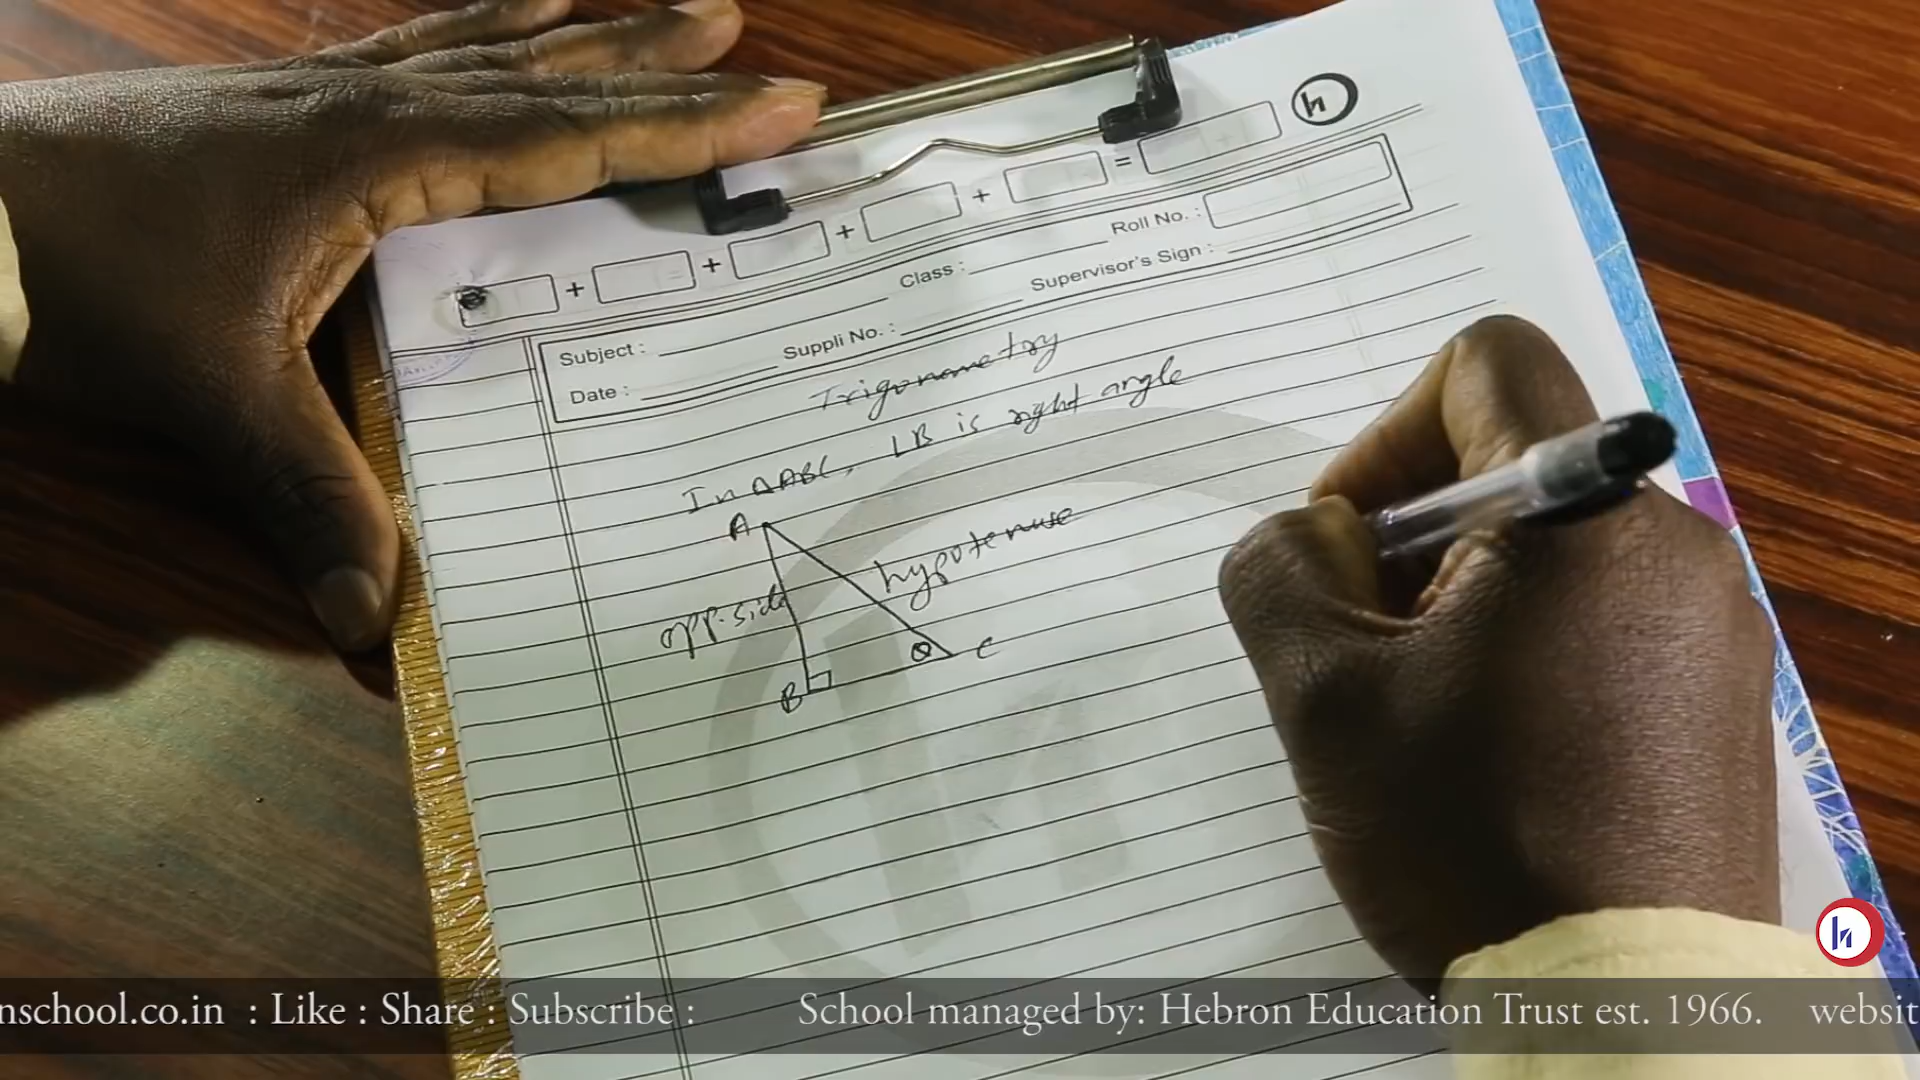 h
+ + + + =
Subject : Class : Roll No. :
Date : Suppli No. : Supervisor's Sign :
Trigonometry
In ΔABC, ∠B is right angle
A
hypotenuse
opp. side
θ C
B
h
nschool.co.in : Like : Share : Subscribe : School managed by: Hebron Education Trust est. 1966. websit